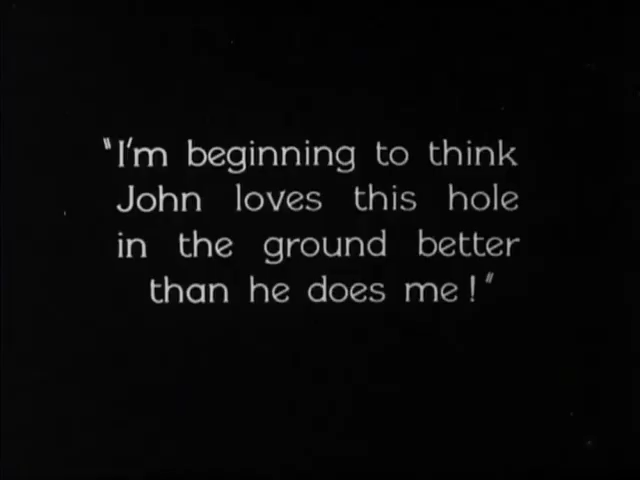 "I'm beginning to think
John loves this hole
in the ground better
than he does me!"